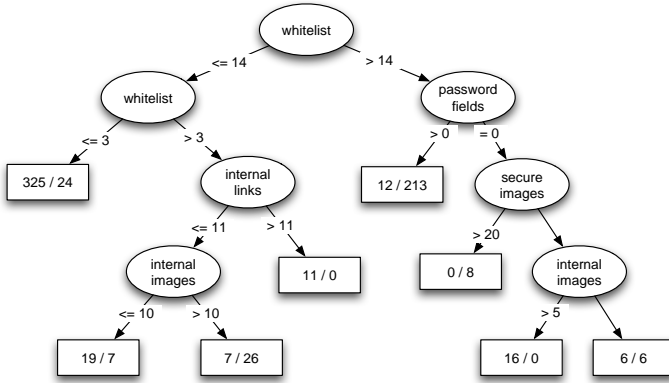 whitelist
<= 14
> 14
whitelist
password
fields
<= 3
> 3
> 0
= 0
325 / 24
internal
links
12 / 213
secure
images
<= 11
> 11
> 20
internal
images
11 / 0
0 / 8
internal
images
<= 10
> 10
> 5
19 / 7
7 / 26
16 / 0
6 / 6